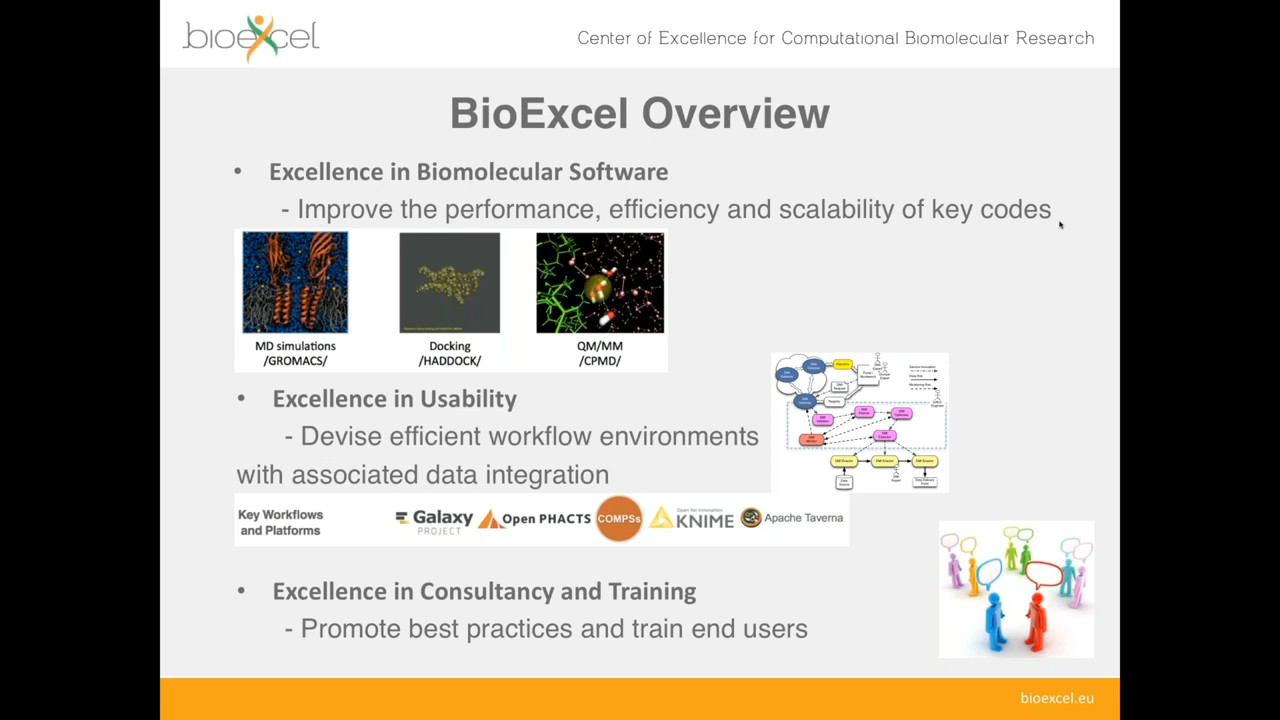 bioexcel
Center of Excellence for Computational Biomolecular Research
BioExcel Overview
• Excellence in Biomolecular Software
- Improve the performance, efficiency and scalability of key codes
MD simulations
/GROMACS/
Docking
/HADDOCK/
QM/MM
/CPMD/
• Excellence in Usability
- Devise efficient workflow environments
with associated data integration
Key Workflows
and Platforms
Galaxy
PROJECT
Open PHACTS
COMPSs
Open for Innovation
KNIME
Apache Taverna
• Excellence in Consultancy and Training
- Promote best practices and train end users
bioexcel.eu